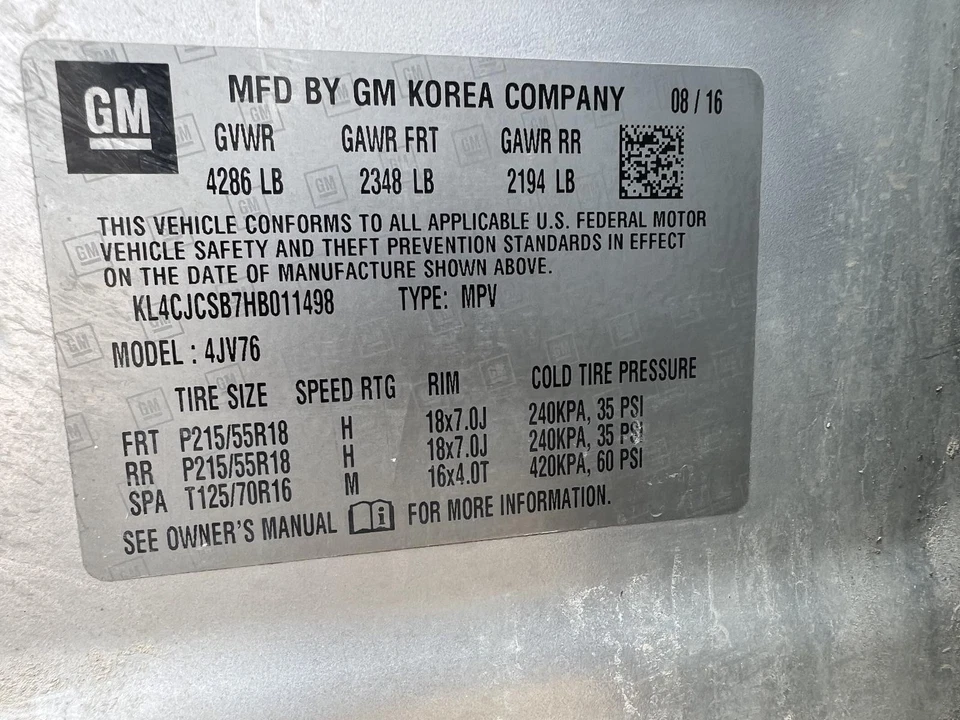 GM
MFD BY GM KOREA COMPANY 08 / 16
GVWR GAWR FRT GAWR RR
4286 LB 2348 LB 2194 LB
THIS VEHICLE CONFORMS TO ALL APPLICABLE U.S. FEDERAL MOTOR
VEHICLE SAFETY AND THEFT PREVENTION STANDARDS IN EFFECT
ON THE DATE OF MANUFACTURE SHOWN ABOVE.
KL4CJCSB7HB011498 TYPE: MPV
MODEL : 4JV76
TIRE SIZE SPEED RTG RIM COLD TIRE PRESSURE
FRT P215/55R18 H 18x7.0J 240KPA, 35 PSI
RR P215/55R18 H 18x7.0J 240KPA, 35 PSI
SPA T125/70R16 M 16x4.0T 420KPA, 60 PSI
SEE OWNER'S MANUAL i FOR MORE INFORMATION.